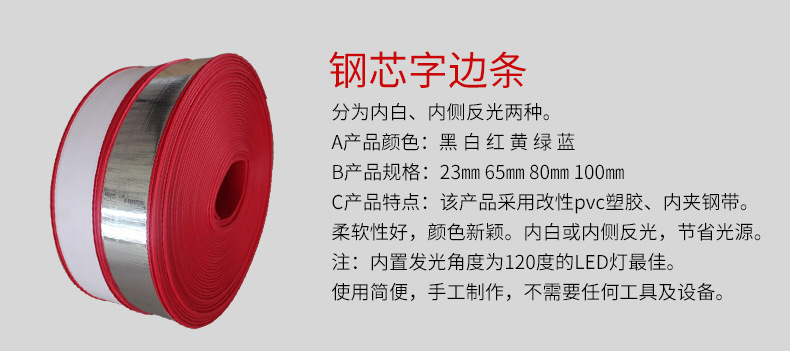 钢芯字边条
分为内白、内侧反光两种。
A产品颜色：黑 白 红 黄 绿 蓝
B产品规格：23㎜ 65㎜ 80㎜ 100㎜
C产品特点：该产品采用改性pvc塑胶、内夹钢带。
柔软性好，颜色新颖。内白或内侧反光，节省光源。
注：内置发光角度为120度的LED灯最佳。
使用简便，手工制作，不需要任何工具及设备。